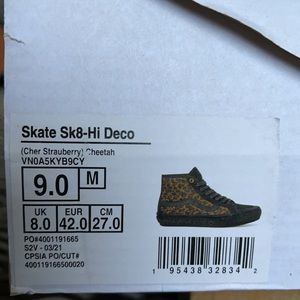 Skate Sk8-Hi Deco
(Cher Strauberry) Cheetah
VN0A5KYB9CY
9.0 M
UK EUR CM
8.0 42.0 27.0
PO#4001191665
S2V - 03/21
CPSIA PO/CUT#
400119166500020
1 95438 32834 2